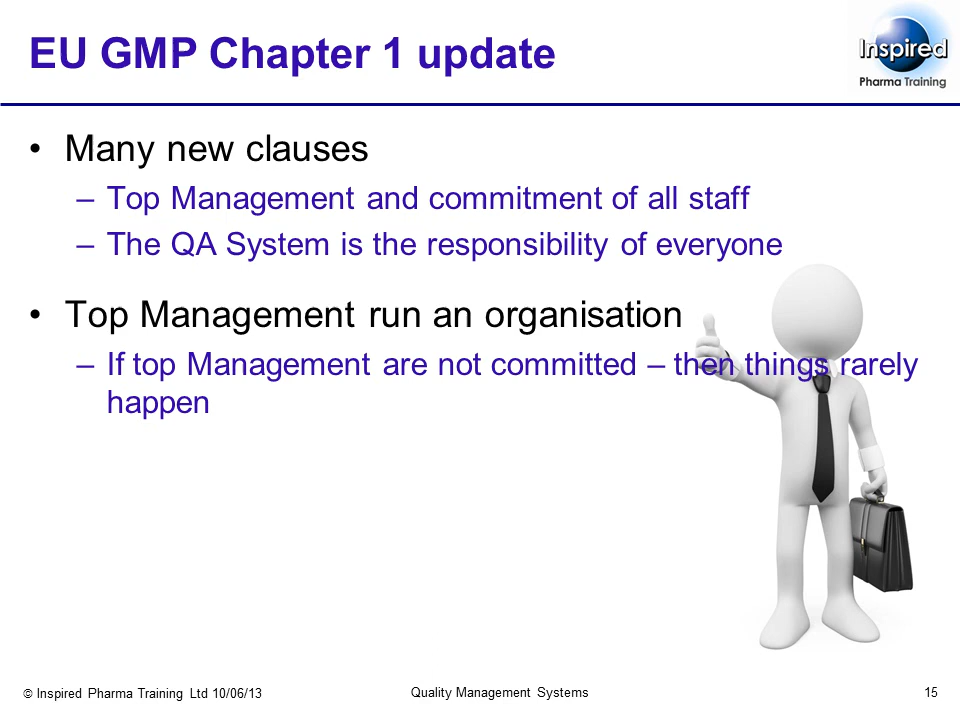 EU GMP Chapter 1 update
Inspired
Pharma Training
• Many new clauses
– Top Management and commitment of all staff
– The QA System is the responsibility of everyone
• Top Management run an organisation
– If top Management are not committed – then things rarely
happen
© Inspired Pharma Training Ltd 10/06/13
Quality Management Systems
15